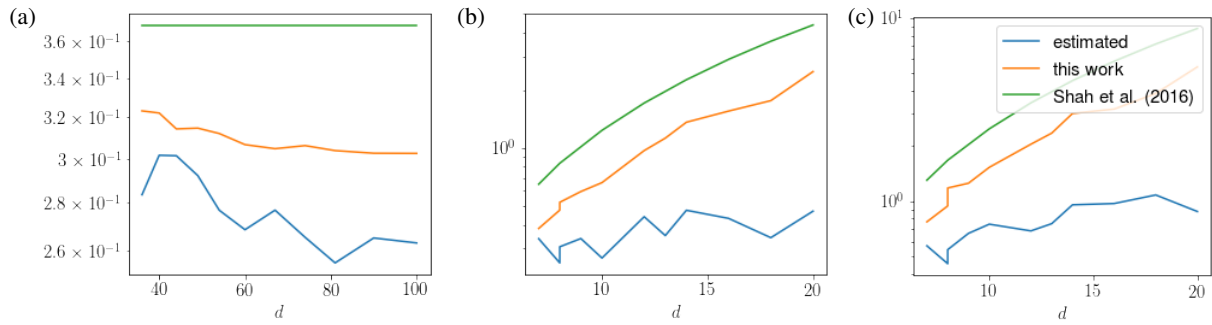 (a)
3.6 × 10⁻¹
3.4 × 10⁻¹
3.2 × 10⁻¹
3 × 10⁻¹
2.8 × 10⁻¹
2.6 × 10⁻¹
40 60 80 100
d
(b)
10⁰
10 15 20
d
(c)
10¹
10⁰
estimated
this work
Shah et al. (2016)
10 15 20
d